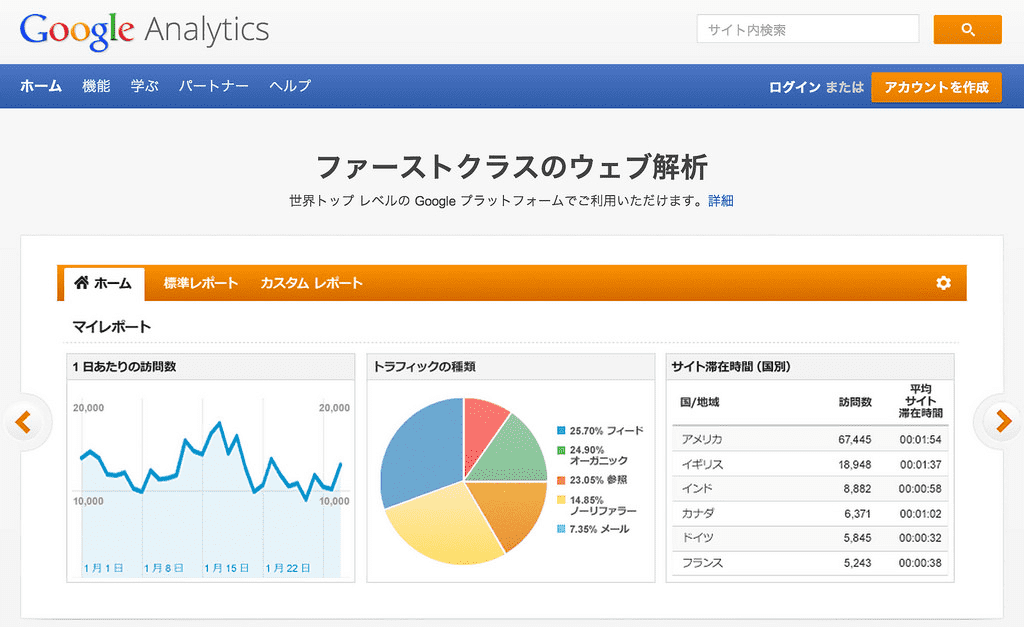 Google Analytics
サイト内検索
ホーム 機能 学ぶ パートナー ヘルプ
ログイン または アカウントを作成
ファーストクラスのウェブ解析
世界トップ レベルの Google プラットフォームでご利用いただけます。詳細
ホーム 標準レポート カスタム レポート
マイレポート
1 日あたりの訪問数
20,000 20,000
10,000 10,000
1 月 1 日 1 月 8 日 1 月 15 日 1 月 22 日
トラフィックの種類
25.70% フィード
24.90%
オーガニック
23.05% 参照
14.85%
ノーリファラー
7.35% メール
サイト滞在時間 (国別)
国/地域 訪問数 平均
サイト
滞在時間
アメリカ 67,445 00:01:54
イギリス 18,948 00:01:37
インド 8,882 00:00:58
カナダ 6,371 00:01:02
ドイツ 5,845 00:00:32
フランス 5,243 00:00:38